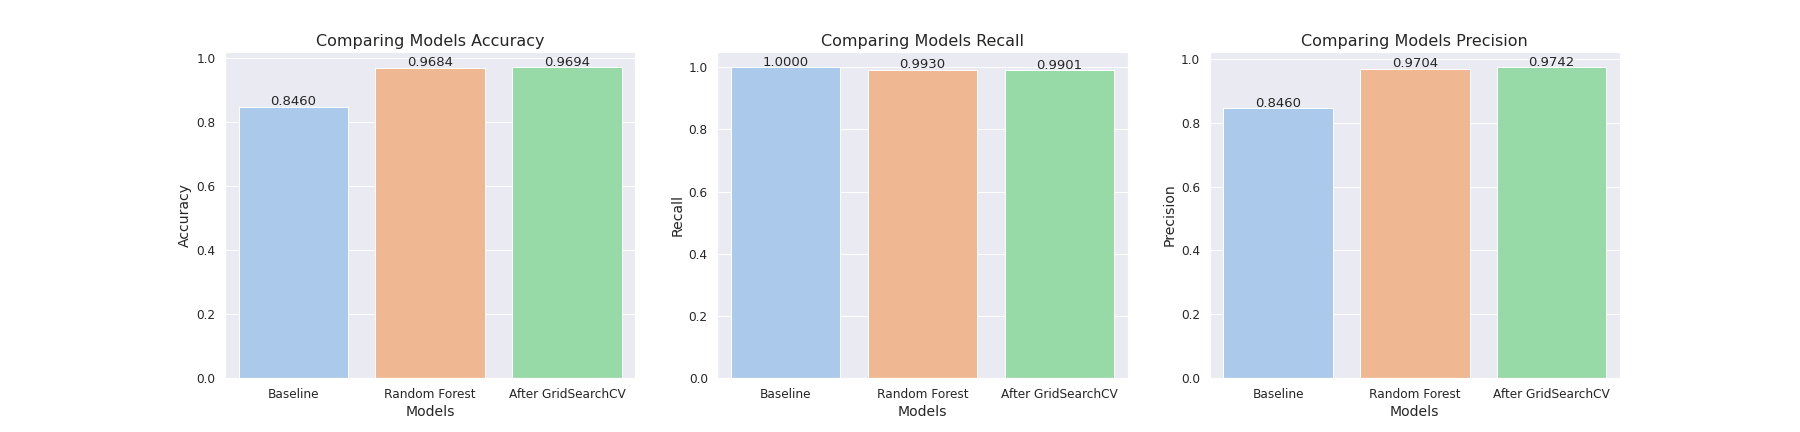 Comparing Models Accuracy
1.0
0.8
0.6
0.4
0.2
0.0
Accuracy
0.8460
0.9684
0.9694
Baseline
Random Forest
After GridSearchCV
Models
Comparing Models Recall
1.0
0.8
0.6
0.4
0.2
0.0
Recall
1.0000
0.9930
0.9901
Baseline
Random Forest
After GridSearchCV
Models
Comparing Models Precision
1.0
0.8
0.6
0.4
0.2
0.0
Precision
0.8460
0.9704
0.9742
Baseline
Random Forest
After GridSearchCV
Models